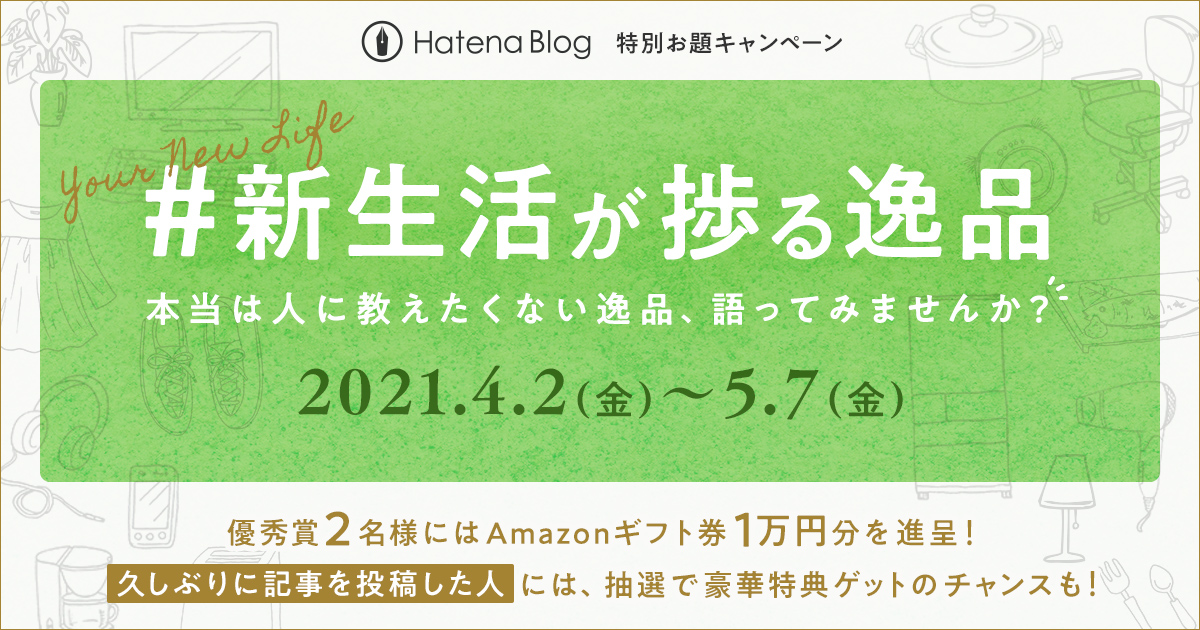 Hatena Blog 特別お題キャンペーン
Your New Life
#新生活が捗る逸品
本当は人に教えたくない逸品、語ってみませんか?
2021.4.2(金)〜5.7(金)
優秀賞2名様にはAmazonギフト券1万円分を進呈!
久しぶりに記事を投稿した人には、抽選で豪華特典ゲットのチャンスも!